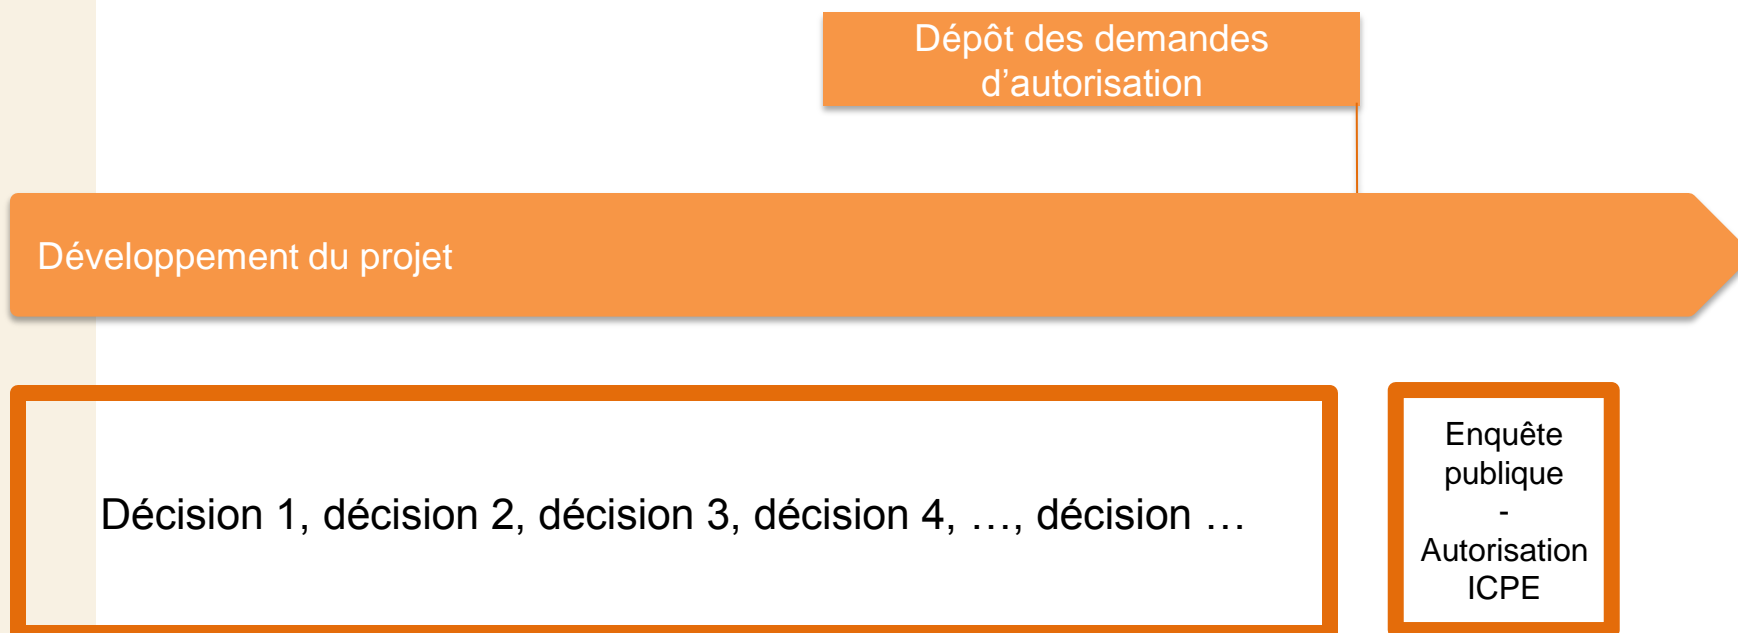 Dépôt des demandes
d’autorisation
Développement du projet
Décision 1, décision 2, décision 3, décision 4, …, décision …
Enquête
publique
-
Autorisation
ICPE